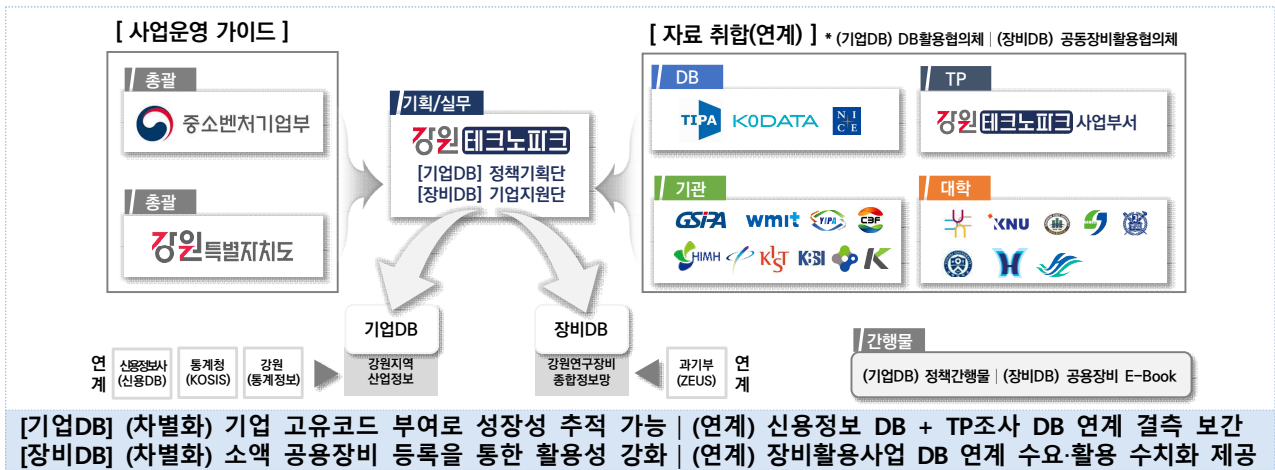 [ 사업운영 가이드 ]
총괄
중소벤처기업부
총괄
강원특별자치도
기획/실무
강원테크노파크
[기업DB] 정책기획단
[장비DB] 기업지원단
[ 자료 취합(연계) ] * (기업DB) DB활용협의체 | (장비DB) 공동장비활용협의체
DB
TIPA KODATA NICE
TP
강원테크노파크 사업부서
기관
GSIPA wmit YIPA CBF
HIMH KIST KBSI K
대학
KNU
기업DB
강원지역
산업정보
장비DB
강원연구장비
종합정보망
연계
신용정보사
(신용DB)
통계청
(KOSIS)
강원
(통계정보)
과기부
(ZEUS)
연계
간행물
(기업DB) 정책간행물 | (장비DB) 공용장비 E-Book
[기업DB] (차별화) 기업 고유코드 부여로 성장성 추적 가능 | (연계) 신용정보 DB + TP조사 DB 연계 결측 보간
[장비DB] (차별화) 소액 공용장비 등록을 통한 활용성 강화 | (연계) 장비활용사업 DB 연계 수요·활용 수치화 제공